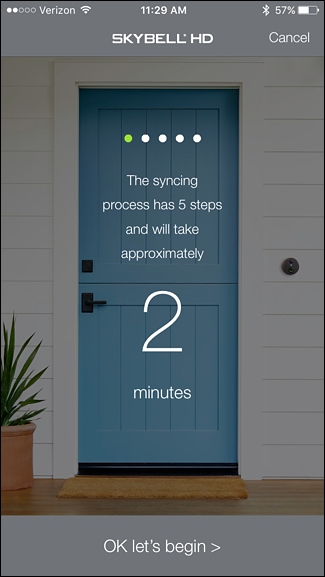 Verizon 11:29 AM 57%
SKYBELL HD Cancel
The syncing
process has 5 steps
and will take
approximately
2
minutes
OK let's begin >